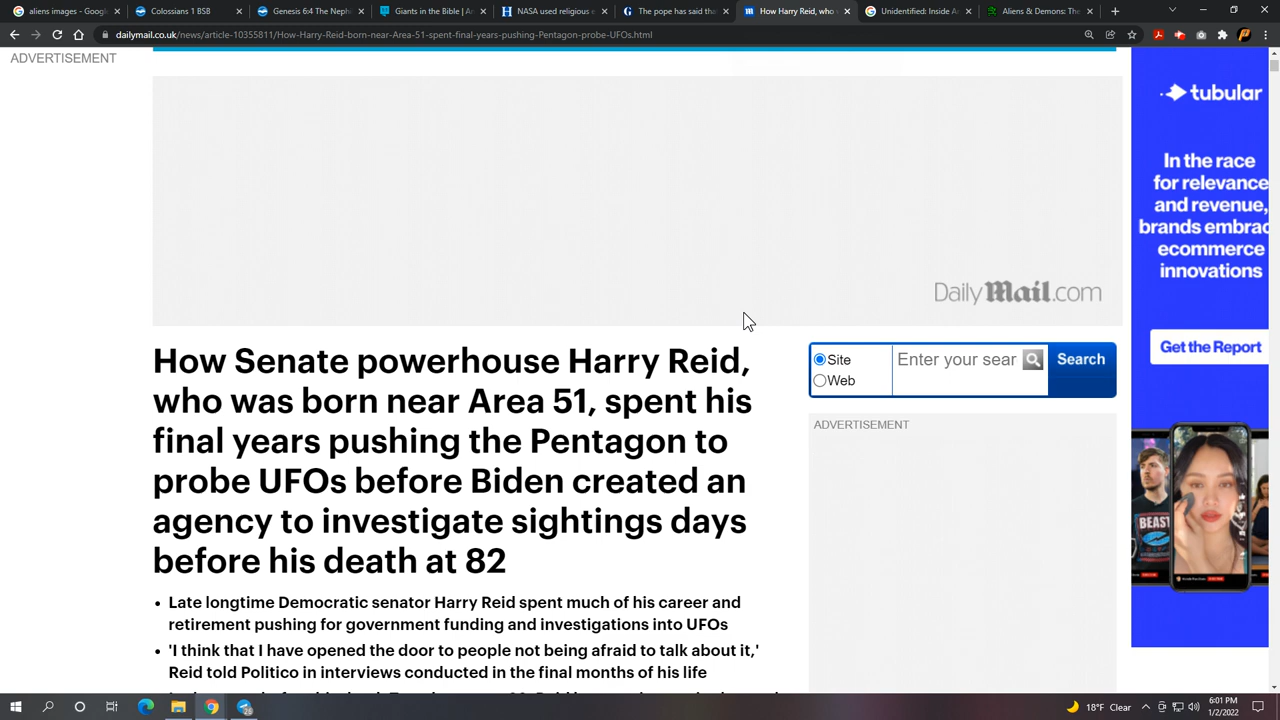 aliens images - Google S
Colossians 1 BSB
Genesis 6:4 The Neph
Giants in the Bible | Ar
NASA used religious e
The pope has said tha
How Harry Reid, who
Unidentified: Inside Am
Aliens & Demons: The
dailymail.co.uk/news/article-10355811/How-Harry-Reid-born-near-Area-51-spent-final-years-pushing-Pentagon-probe-UFOs.html
ADVERTISEMENT
Daily Mail.com
How Senate powerhouse Harry Reid,
who was born near Area 51, spent his
final years pushing the Pentagon to
probe UFOs before Biden created an
agency to investigate sightings days
before his death at 82
Late longtime Democratic senator Harry Reid spent much of his career and
retirement pushing for government funding and investigations into UFOs
'I think that I have opened the door to people not being afraid to talk about it,'
Reid told Politico in interviews conducted in the final months of his life
Site
Web
Enter your sear
Search
ADVERTISEMENT
tubular
In the race
for relevance
and revenue,
brands embrac
ecommerce
innovations
Get the Report
BEAST
18°F Clear
6:01 PM
1/2/2022